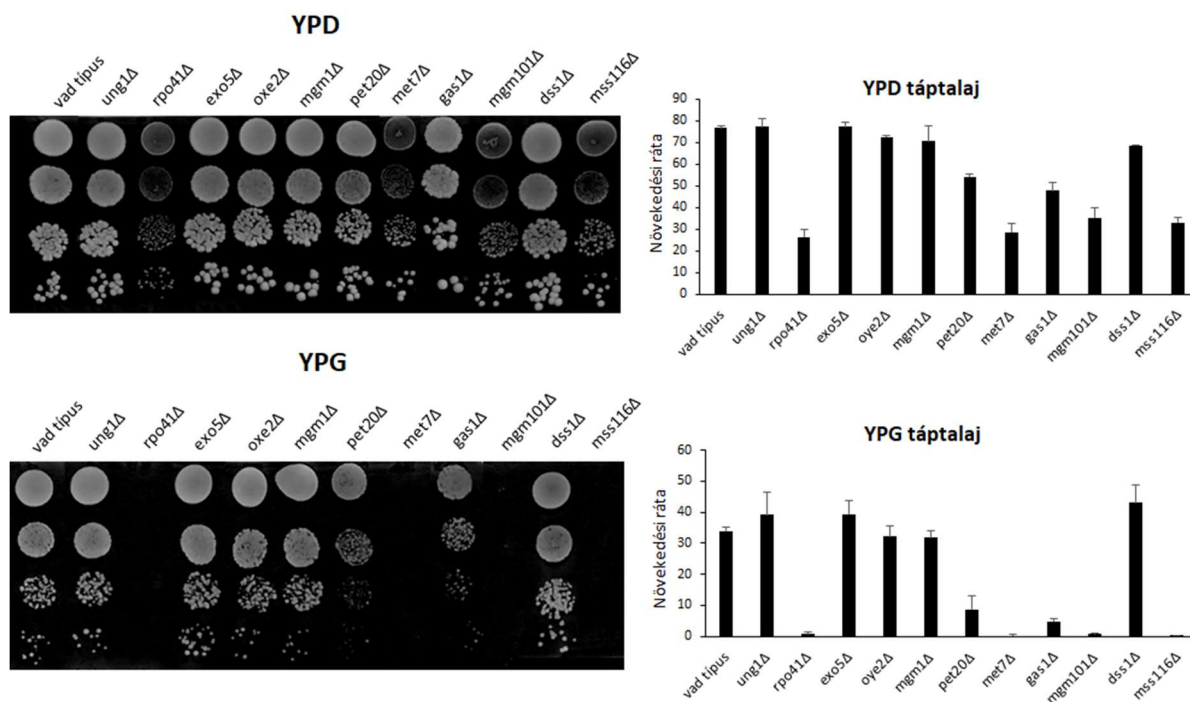 YPD
vad típus ung1Δ rpo41Δ exo5Δ oxe2Δ mgm1Δ pet20Δ met7Δ gas1Δ mgm101Δ dss1Δ mss116Δ
YPD táptalaj
Növekedési ráta
90
80
70
60
50
40
30
20
10
0
vad típus ung1Δ rpo41Δ exo5Δ oye2Δ mgm1Δ pet20Δ met7Δ gas1Δ mgm101Δ dss1Δ mss116Δ
YPG
vad típus ung1Δ rpo41Δ exo5Δ oxe2Δ mgm1Δ pet20Δ met7Δ gas1Δ mgm101Δ dss1Δ mss116Δ
YPG táptalaj
Növekedési ráta
60
50
40
30
20
10
0
vad típus ung1Δ rpo41Δ exo5Δ oye2Δ mgm1Δ pet20Δ met7Δ gas1Δ mgm101Δ dss1Δ mss116Δ